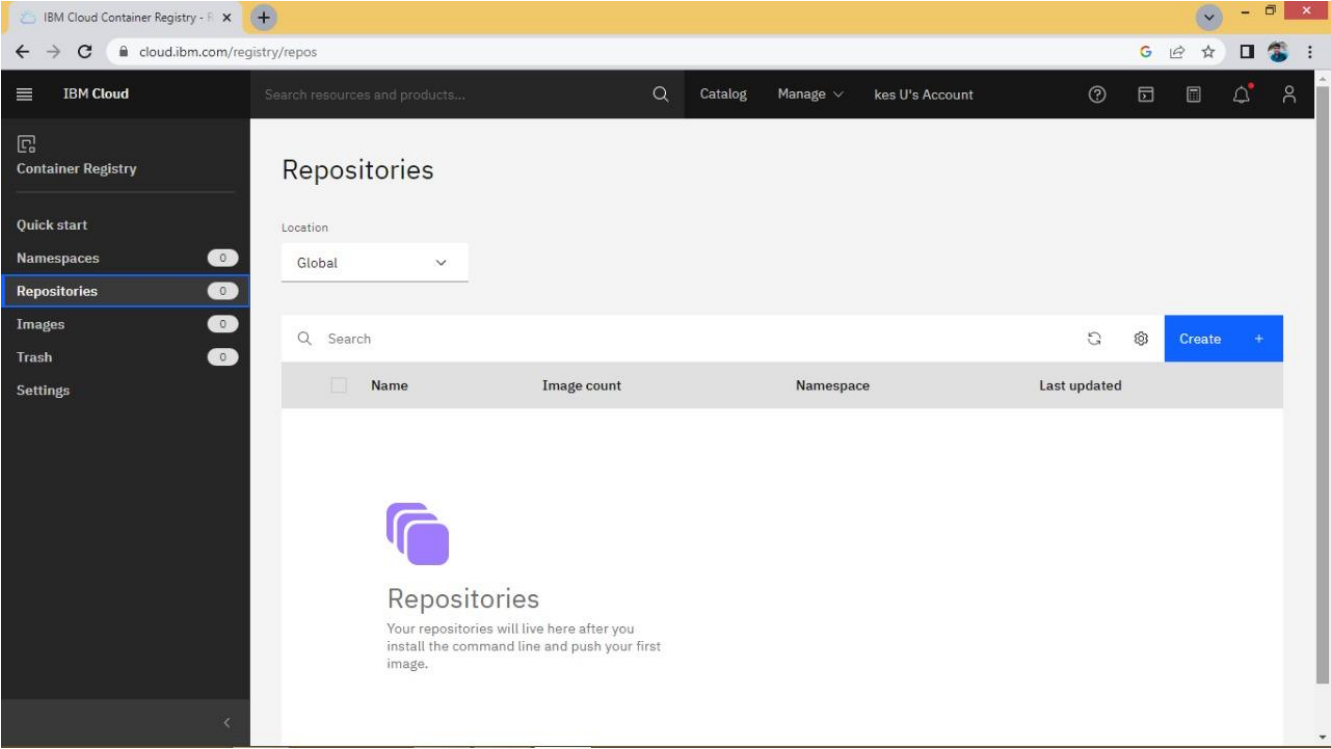 IBM Cloud Container Registry - R
cloud.ibm.com/registry/repos
IBM Cloud
Search resources and products...
Catalog
Manage
kes U's Account
Container Registry
Quick start
Namespaces 0
Repositories 0
Images 0
Trash 0
Settings
Repositories
Location
Global
Search
Create +
Name Image count Namespace Last updated
Repositories
Your repositories will live here after you
install the command line and push your first
image.